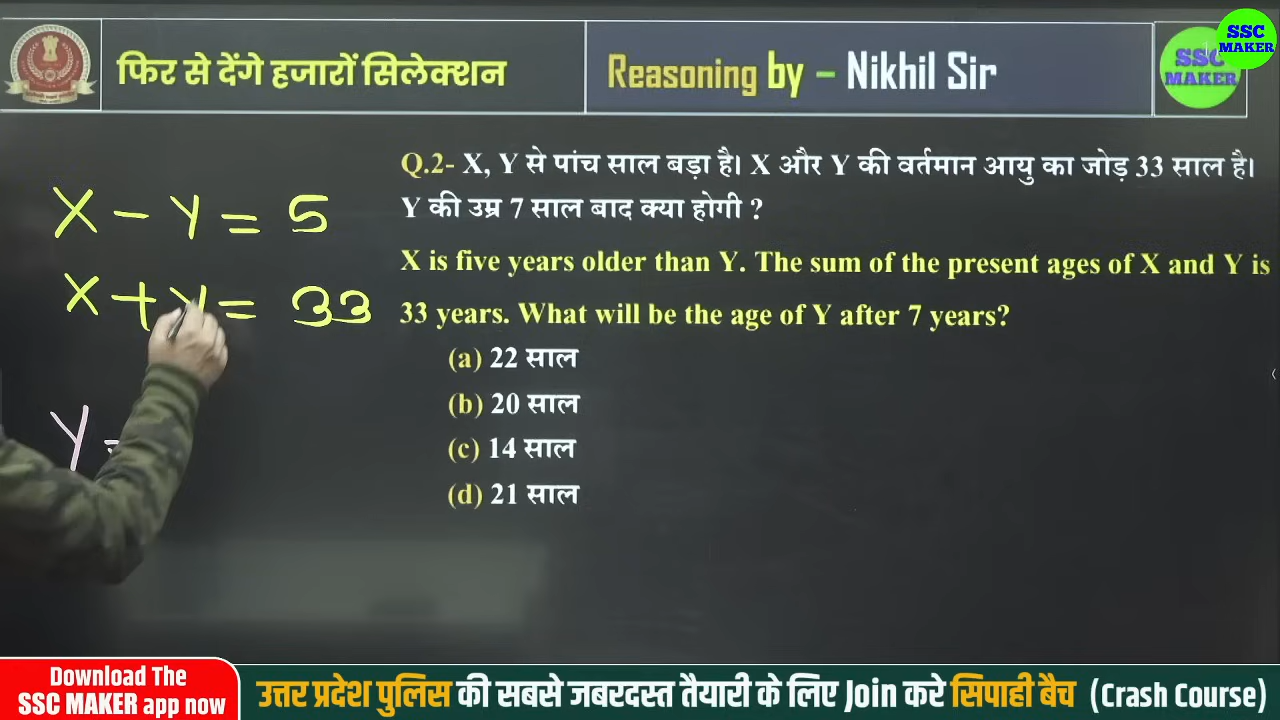 फिर से देंगे हजारों सिलेक्शन
Reasoning by – Nikhil Sir
SSC
MAKER
SSC
MAKER
Q.2- X, Y से पांच साल बड़ा है। X और Y की वर्तमान आयु का जोड़ 33 साल है।
Y की उम्र 7 साल बाद क्या होगी ?
X is five years older than Y. The sum of the present ages of X and Y is
33 years. What will be the age of Y after 7 years?
(a) 22 साल
(b) 20 साल
(c) 14 साल
(d) 21 साल
X – Y = 5
X + Y = 33
Y =
Download The
SSC MAKER app now
उत्तर प्रदेश पुलिस की सबसे जबरदस्त तैयारी के लिए Join करे सिपाही बैच (Crash Course)